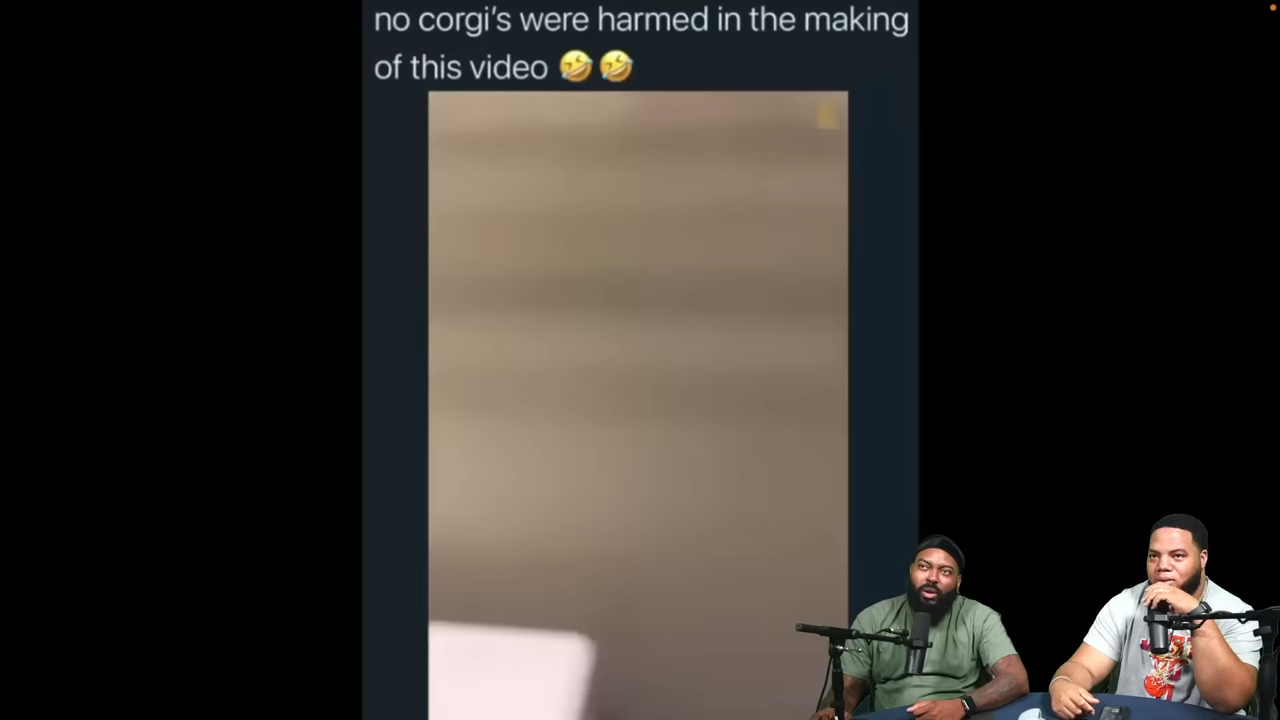 no corgi’s were harmed in the making
of this video 🤣🤣